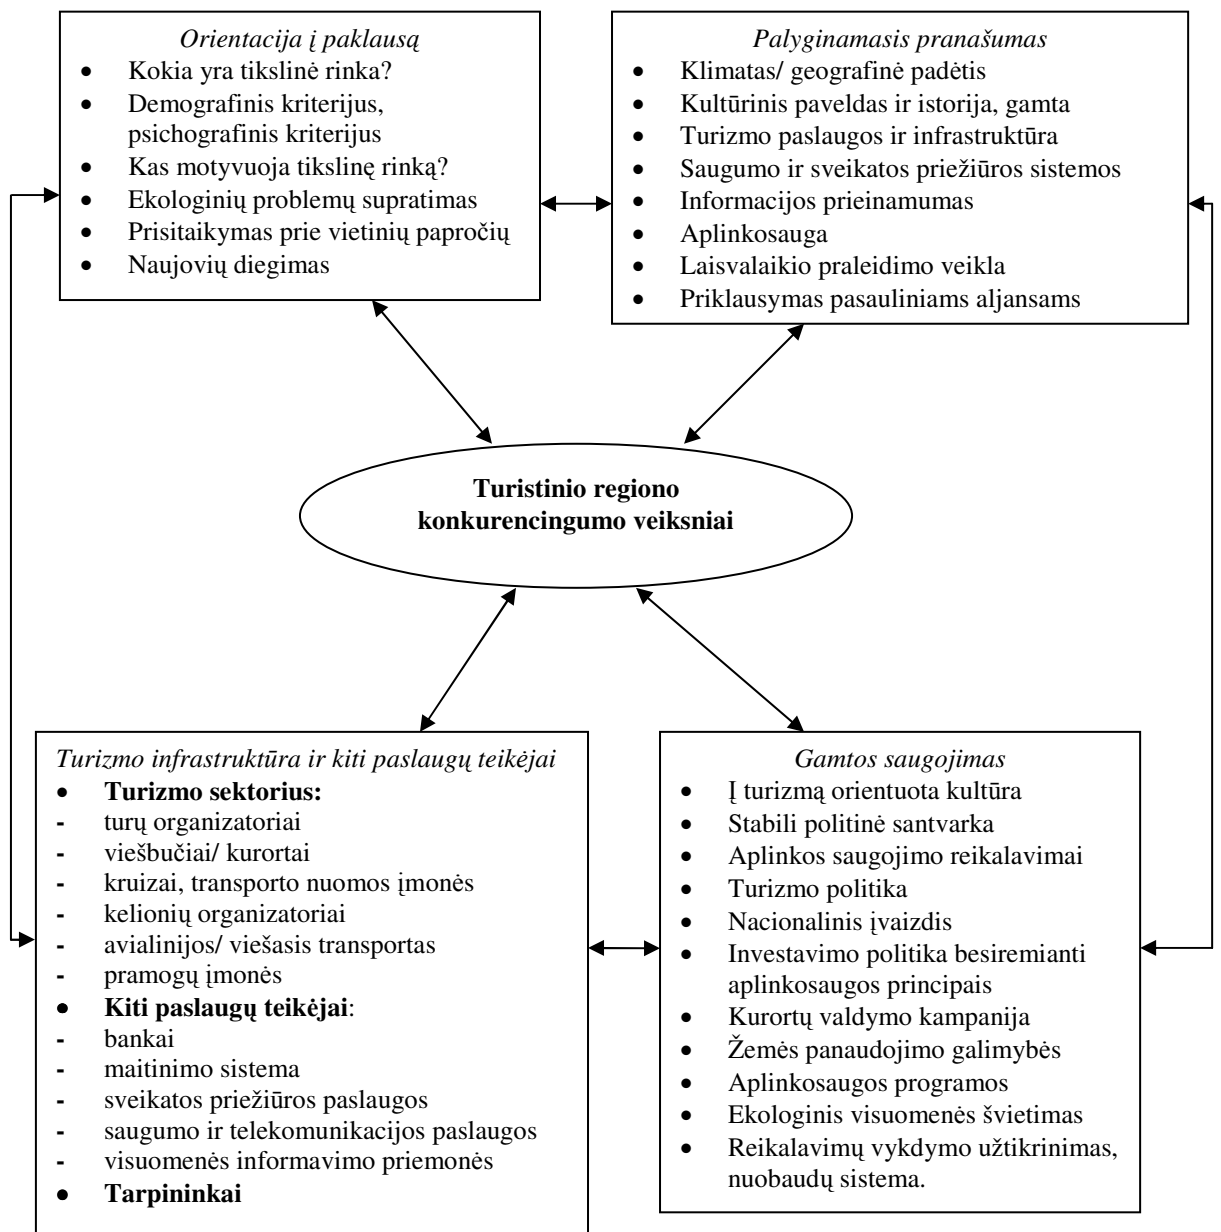 Orientacija į paklausą
• Kokia yra tikslinė rinka?
• Demografinis kriterijus,
psichografinis kriterijus
• Kas motyvuoja tikslinę rinką?
• Ekologinių problemų supratimas
• Prisitaikymas prie vietinių papročių
• Naujovių diegimas
Palyginamasis pranašumas
• Klimatas/ geografinė padėtis
• Kultūrinis paveldas ir istorija, gamta
• Turizmo paslaugos ir infrastruktūra
• Saugumo ir sveikatos priežiūros sistemos
• Informacijos prieinamumas
• Aplinkosauga
• Laisvalaikio praleidimo veikla
• Priklausymas pasauliniams aljansams
Turistinio regiono
konkurencingumo veiksniai
Turizmo infrastruktūra ir kiti paslaugų teikėjai
• Turizmo sektorius:
- turų organizatoriai
- viešbučiai/ kurortai
- kruizai, transporto nuomos įmonės
- kelionių organizatoriai
- avialinijos/ viešasis transportas
- pramogų įmonės
• Kiti paslaugų teikėjai:
- bankai
- maitinimo sistema
- sveikatos priežiūros paslaugos
- saugumo ir telekomunikacijos paslaugos
- visuomenės informavimo priemonės
• Tarpininkai
Gamtos saugojimas
• Į turizmą orientuota kultūra
• Stabili politinė santvarka
• Aplinkos saugojimo reikalavimai
• Turizmo politika
• Nacionalinis įvaizdis
• Investavimo politika besiremianti
aplinkosaugos principais
• Kurortų valdymo kampanija
• Žemės panaudojimo galimybės
• Aplinkosaugos programos
• Ekologinis visuomenės švietimas
• Reikalavimų vykdymo užtikrinimas,
nuobaudų sistema.